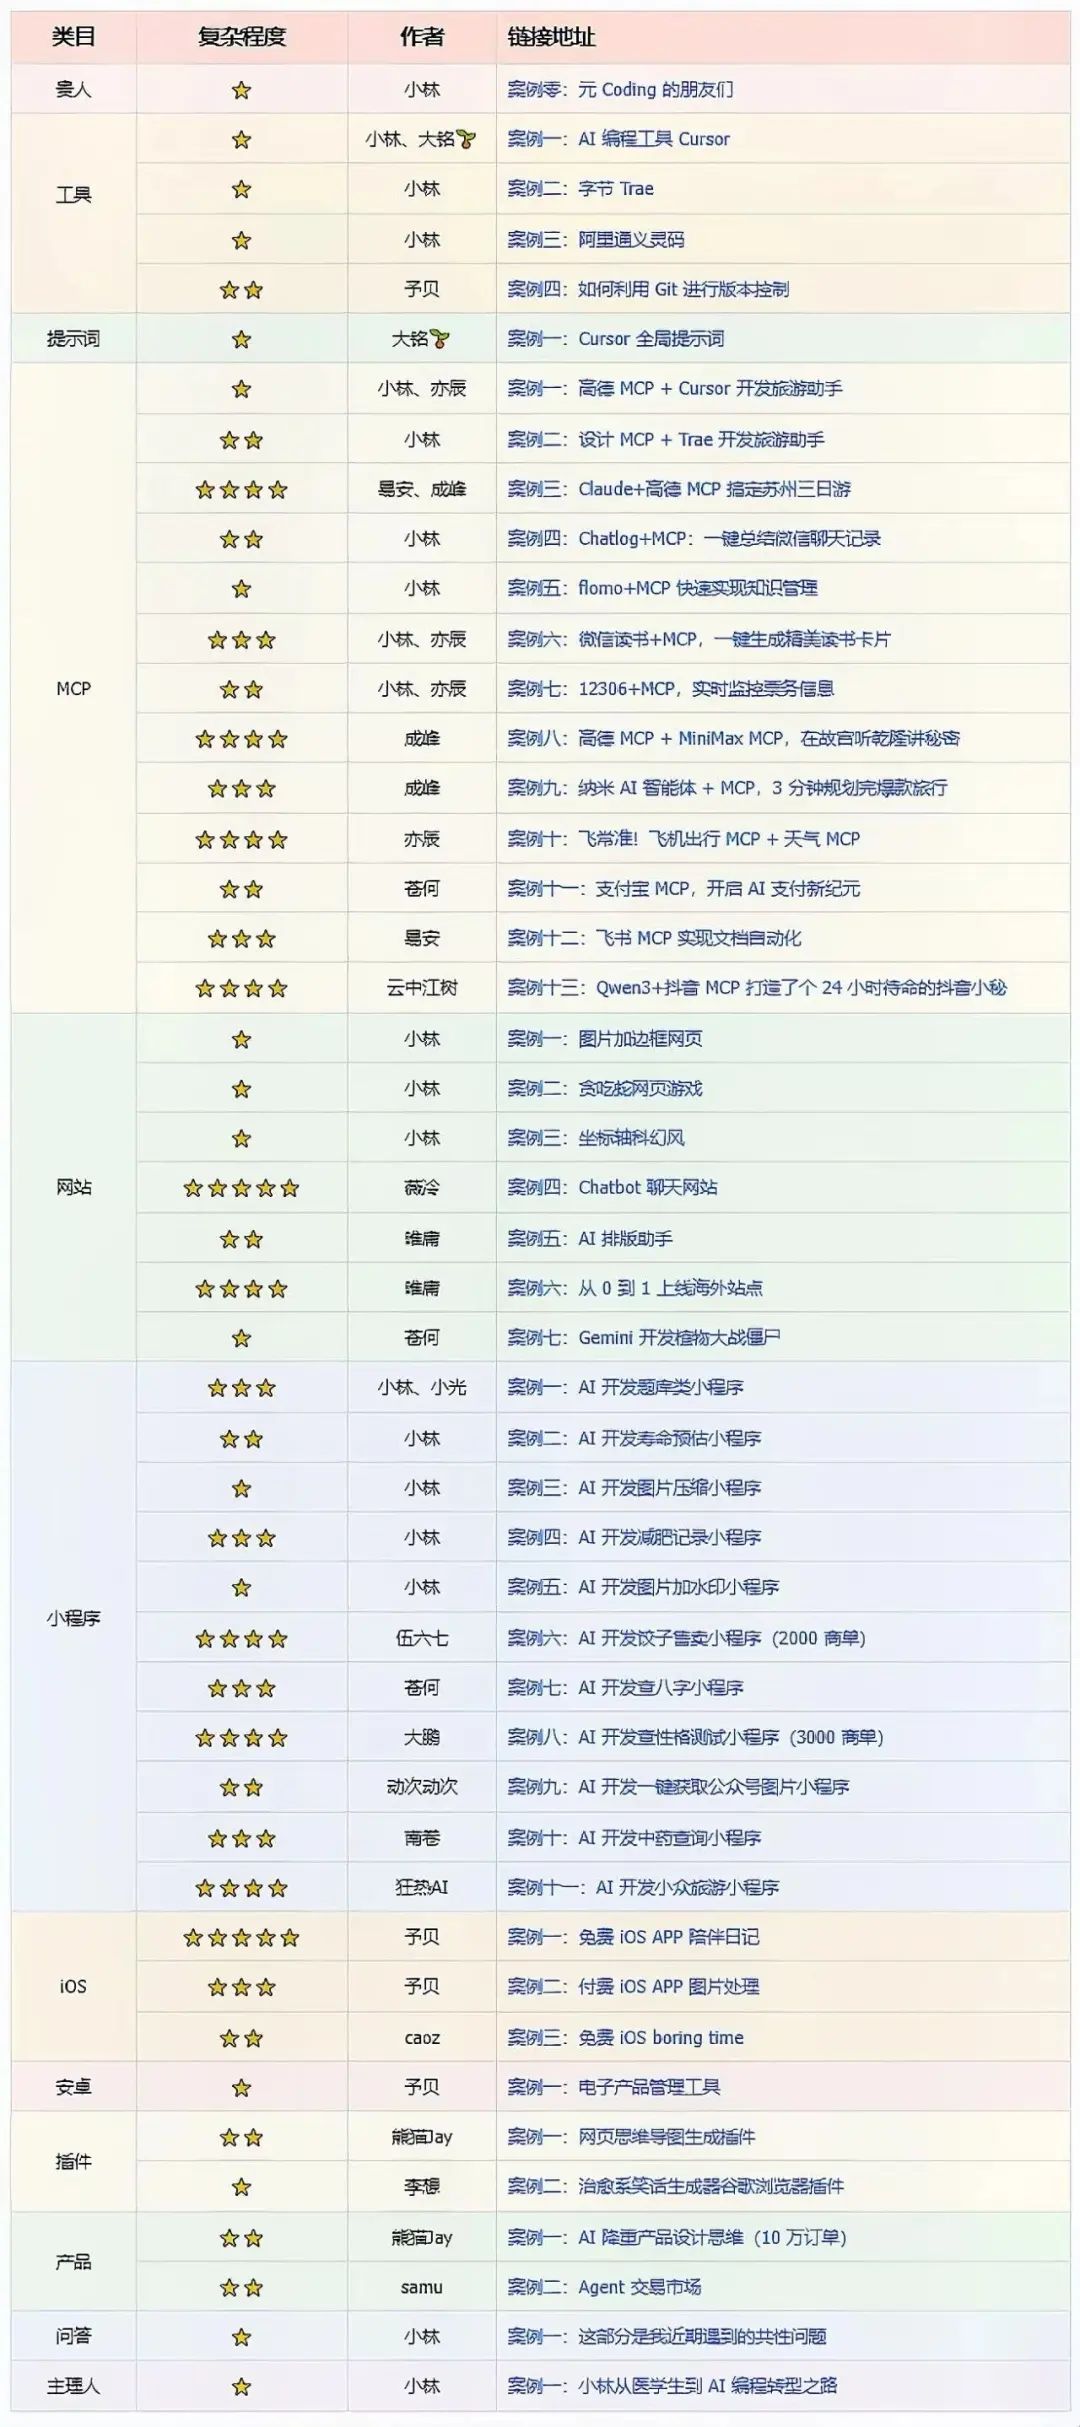 类目 复杂程度 作者 链接地址
贵人 ⭐ 小林 案例零：元 Coding 的朋友们
工具 ⭐ 小林、大铭🌱 案例一：AI 编程工具 Cursor
⭐ 小林 案例二：字节 Trae
⭐ 小林 案例三：阿里通义灵码
⭐⭐ 予贝 案例四：如何利用 Git 进行版本控制
提示词 ⭐ 大铭🌱 案例一：Cursor 全局提示词
MCP ⭐ 小林、亦辰 案例一：高德 MCP + Cursor 开发旅游助手
⭐⭐ 小林 案例二：设计 MCP + Trae 开发旅游助手
⭐⭐⭐⭐ 易安、成峰 案例三：Claude+高德 MCP 搞定苏州三日游
⭐⭐ 小林 案例四：Chatlog+MCP：一键总结微信聊天记录
⭐ 小林 案例五：flomo+MCP 快速实现知识管理
⭐⭐⭐ 小林、亦辰 案例六：微信读书+MCP，一键生成精美读书卡片
⭐⭐ 小林、亦辰 案例七：12306+MCP，实时监控票务信息
⭐⭐⭐⭐ 成峰 案例八：高德 MCP + MiniMax MCP，在故宫听乾隆讲秘密
⭐⭐⭐ 成峰 案例九：纳米 AI 智能体 + MCP，3 分钟规划完爆款旅行
⭐⭐⭐⭐ 亦辰 案例十：飞常准！飞机出行 MCP + 天气 MCP
⭐⭐ 苍何 案例十一：支付宝 MCP，开启 AI 支付新纪元
⭐⭐⭐ 易安 案例十二：飞书 MCP 实现文档自动化
⭐⭐⭐⭐ 云中江树 案例十三：Qwen3+抖音 MCP 打造了个 24 小时待命的抖音小秘
网站 ⭐ 小林 案例一：图片加边框网页
⭐ 小林 案例二：贪吃蛇网页游戏
⭐ 小林 案例三：坐标轴科幻风
⭐⭐⭐⭐⭐ 薇冷 案例四：Chatbot 聊天网站
⭐⭐ 唯庸 案例五：AI 排版助手
⭐⭐⭐⭐ 唯庸 案例六：从 0 到 1 上线海外站点
⭐ 苍何 案例七：Gemini 开发植物大战僵尸
小程序 ⭐⭐⭐ 小林、小光 案例一：AI 开发题库类小程序
⭐⭐ 小林 案例二：AI 开发寿命预估小程序
⭐ 小林 案例三：AI 开发图片压缩小程序
⭐⭐⭐ 小林 案例四：AI 开发减肥记录小程序
⭐ 小林 案例五：AI 开发图片加水印小程序
⭐⭐⭐⭐ 伍六七 案例六：AI 开发饺子售卖小程序（2000 商单）
⭐⭐⭐ 苍何 案例七：AI 开发查八字小程序
⭐⭐⭐⭐ 大鹏 案例八：AI 开发查性格测试小程序（3000 商单）
⭐⭐ 动次动次 案例九：AI 开发一键获取公众号图片小程序
⭐⭐⭐ 南卷 案例十：AI 开发中药查询小程序
⭐⭐⭐⭐ 狂热AI 案例十一：AI 开发小众旅游小程序
iOS ⭐⭐⭐⭐⭐ 予贝 案例一：免费 iOS APP 陪伴日记
⭐⭐⭐ 予贝 案例二：付费 iOS APP 图片处理
⭐⭐ caoz 案例三：免费 iOS boring time
安卓 ⭐ 予贝 案例一：电子产品管理工具
插件 ⭐⭐ 熊猫Jay 案例一：网页思维导图生成插件
⭐ 李想 案例二：治愈系笑话生成器谷歌浏览器插件
产品 ⭐⭐ 熊猫Jay 案例一：AI 降重产品设计思维（10 万订单）
⭐⭐ samu 案例二：Agent 交易市场
问答 ⭐ 小林 案例一：这部分是我近期遇到的共性问题
主理人 ⭐ 小林 案例一：小林从医学生到 AI 编程转型之路